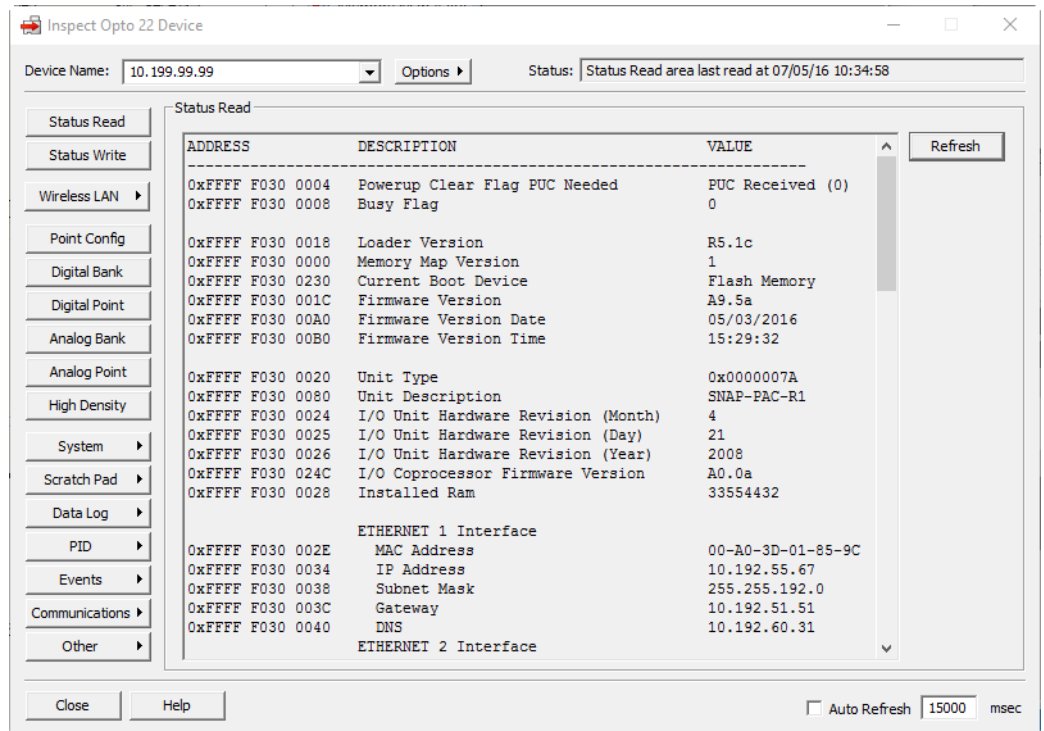 Inspect Opto 22 Device
Device Name: 10.199.99.99 Options Status: Status Read area last read at 07/05/16 10:34:58
Status Read
Status Write
Wireless LAN
Point Config
Digital Bank
Digital Point
Analog Bank
Analog Point
High Density
System
Scratch Pad
Data Log
PID
Events
Communications
Other
Status Read
ADDRESS DESCRIPTION VALUE
--------------------------------------------------------------------------
0xFFFF F030 0004 Powerup Clear Flag PUC Needed PUC Received (0)
0xFFFF F030 0008 Busy Flag 0
0xFFFF F030 0018 Loader Version R5.1c
0xFFFF F030 0000 Memory Map Version 1
0xFFFF F030 0230 Current Boot Device Flash Memory
0xFFFF F030 001C Firmware Version A9.5a
0xFFFF F030 00A0 Firmware Version Date 05/03/2016
0xFFFF F030 00B0 Firmware Version Time 15:29:32
0xFFFF F030 0020 Unit Type 0x0000007A
0xFFFF F030 0080 Unit Description SNAP-PAC-R1
0xFFFF F030 0024 I/O Unit Hardware Revision (Month) 4
0xFFFF F030 0025 I/O Unit Hardware Revision (Day) 21
0xFFFF F030 0026 I/O Unit Hardware Revision (Year) 2008
0xFFFF F030 024C I/O Coprocessor Firmware Version A0.0a
0xFFFF F030 0028 Installed Ram 33554432
ETHERNET 1 Interface
0xFFFF F030 002E MAC Address 00-A0-3D-01-85-9C
0xFFFF F030 0034 IP Address 10.192.55.67
0xFFFF F030 0038 Subnet Mask 255.255.192.0
0xFFFF F030 003C Gateway 10.192.51.51
0xFFFF F030 0040 DNS 10.192.60.31
ETHERNET 2 Interface
Refresh
Close Help Auto Refresh 15000 msec